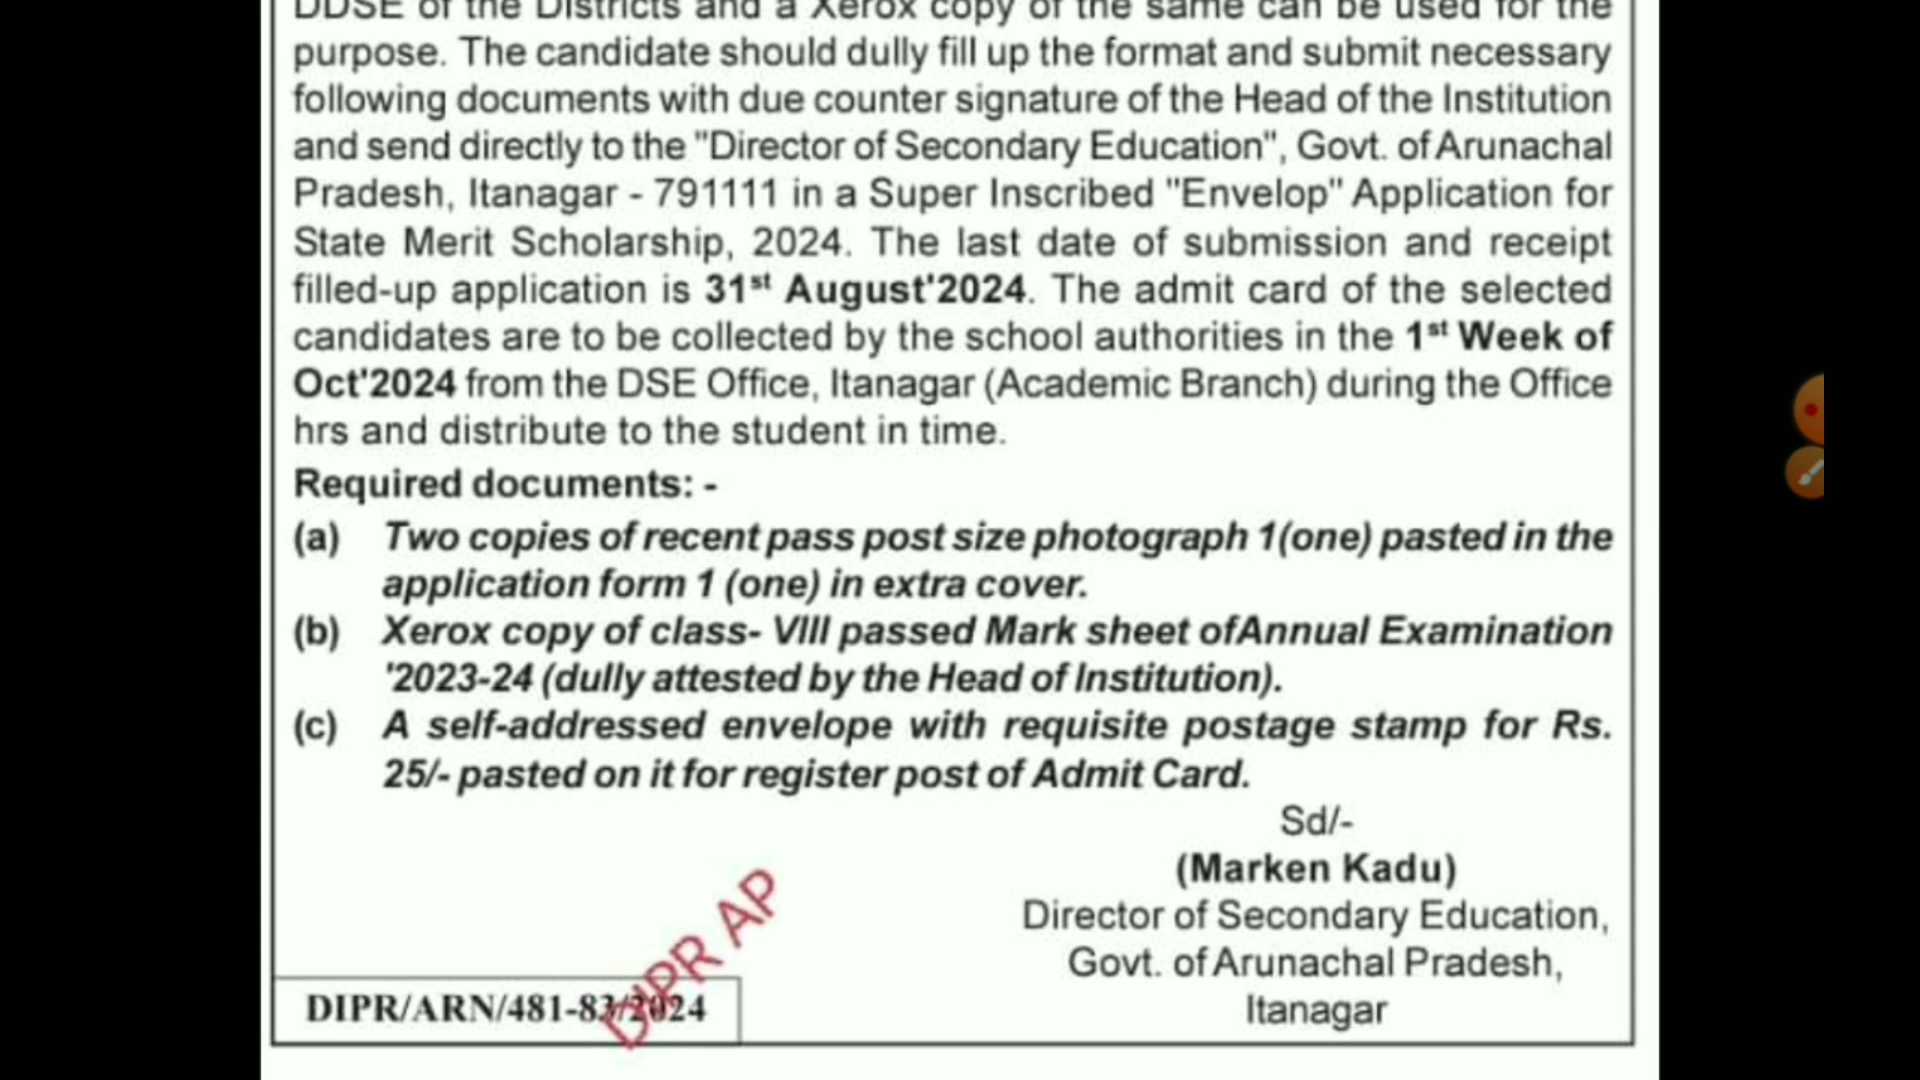 DDSE of the Districts and a Xerox copy of the same can be used for the
purpose. The candidate should dully fill up the format and submit necessary
following documents with due counter signature of the Head of the Institution
and send directly to the "Director of Secondary Education", Govt. of Arunachal
Pradesh, Itanagar - 791111 in a Super Inscribed "Envelop" Application for
State Merit Scholarship, 2024. The last date of submission and receipt
filled-up application is 31st August'2024. The admit card of the selected
candidates are to be collected by the school authorities in the 1st Week of
Oct'2024 from the DSE Office, Itanagar (Academic Branch) during the Office
hrs and distribute to the student in time.
Required documents: -
(a) Two copies of recent pass post size photograph 1(one) pasted in the
application form 1 (one) in extra cover.
(b) Xerox copy of class- VIII passed Mark sheet of Annual Examination
'2023-24 (dully attested by the Head of Institution).
(c) A self-addressed envelope with requisite postage stamp for Rs.
25/- pasted on it for register post of Admit Card.
Sd/-
(Marken Kadu)
Director of Secondary Education,
Govt. of Arunachal Pradesh,
Itanagar
DIPR AP
DIPR/ARN/481-83/2024